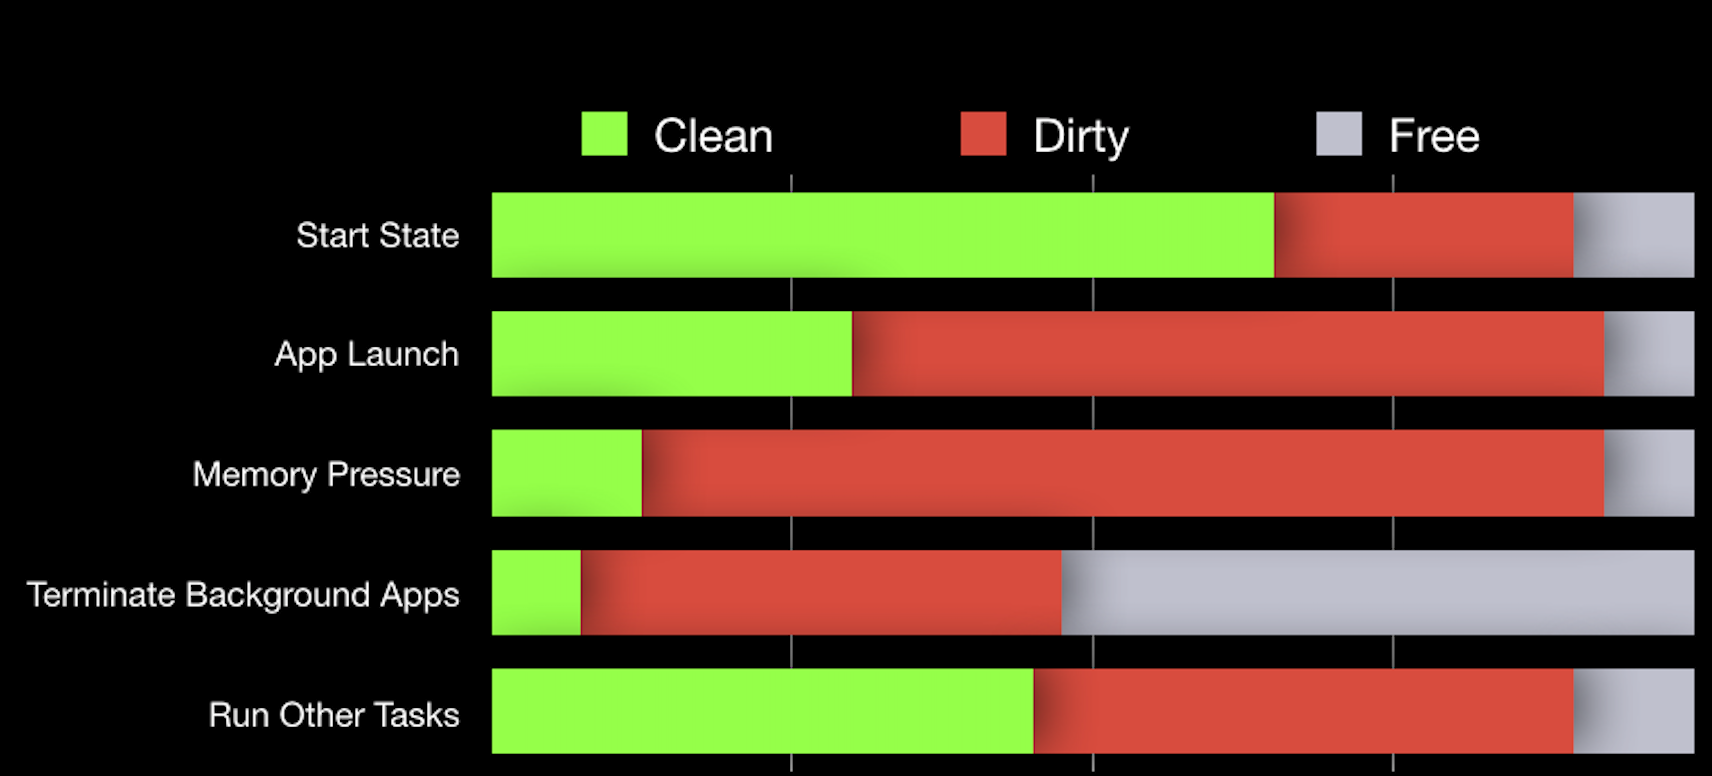 Clean Dirty Free
Start State
App Launch
Memory Pressure
Terminate Background Apps
Run Other Tasks